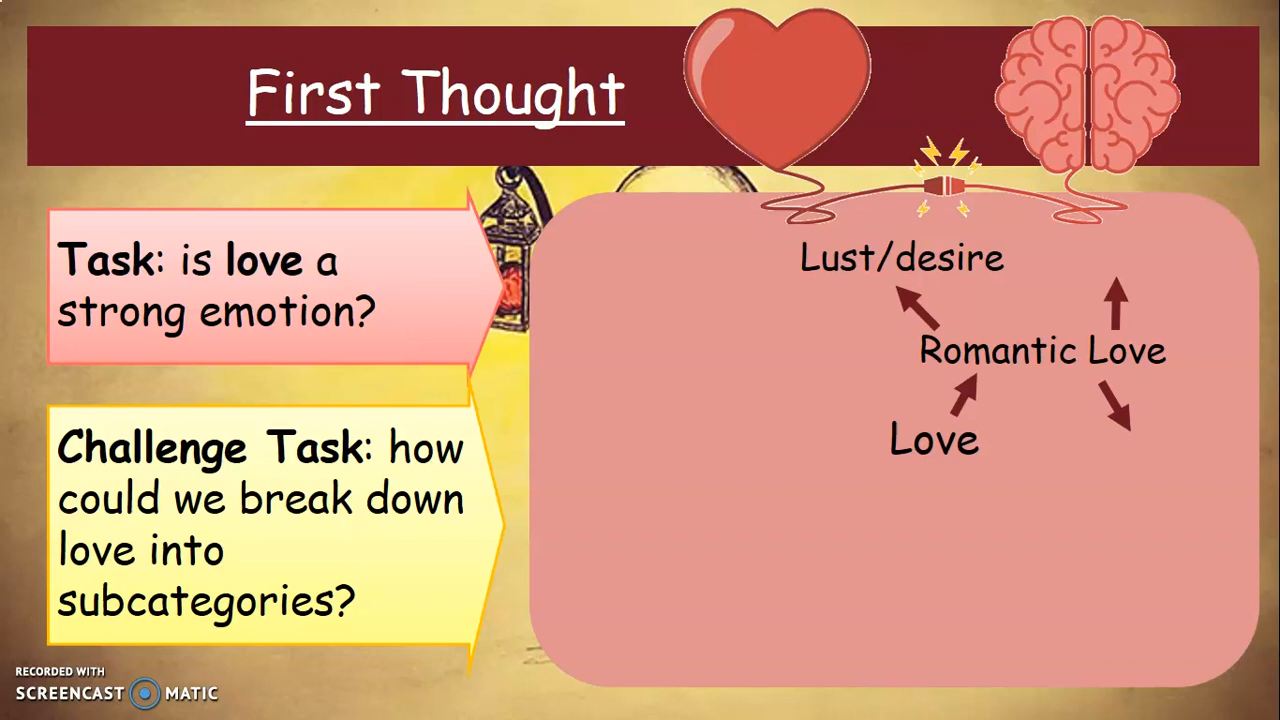 First Thought
Task: is love a
strong emotion?
Challenge Task: how
could we break down
love into
subcategories?
Lust/desire
Romantic Love
Love
RECORDED WITH
SCREENCAST MATIC